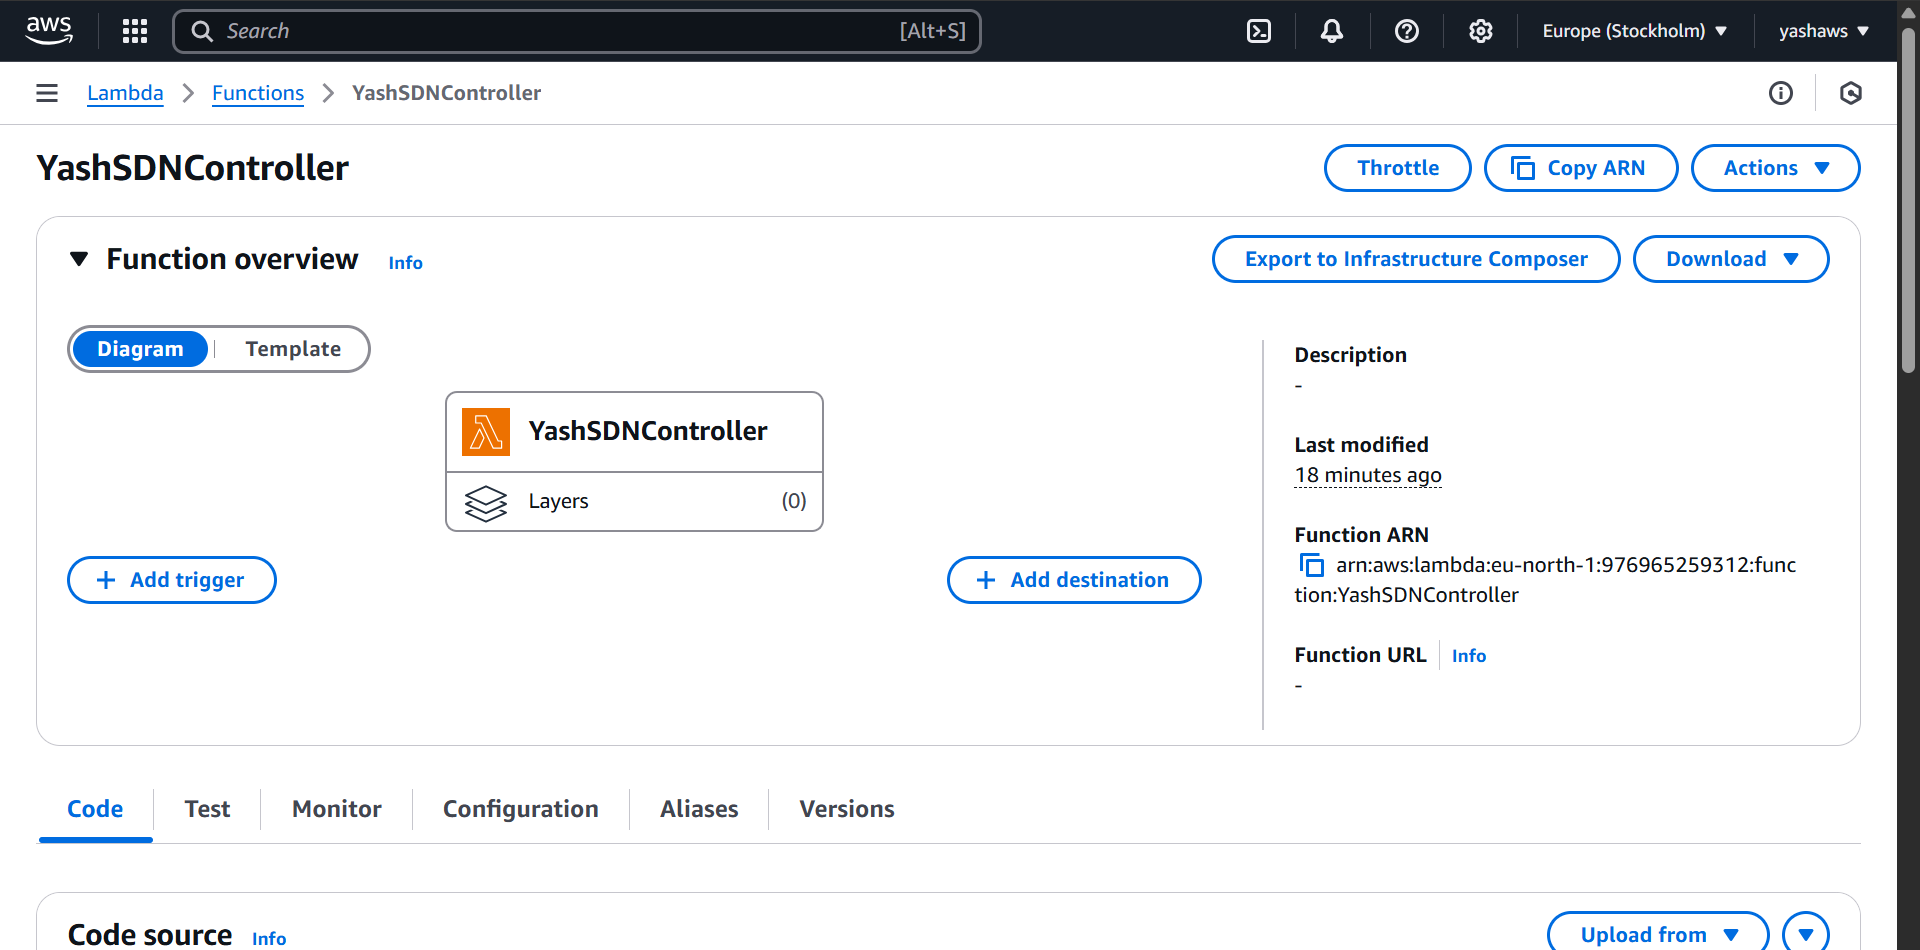 aws
Search [Alt+S]
Europe (Stockholm)
yashaws
Lambda > Functions > YashSDNController
YashSDNController
Throttle
Copy ARN
Actions
Function overview Info
Export to Infrastructure Composer
Download
Diagram | Template
YashSDNController
Layers (0)
+ Add trigger
+ Add destination
Description
-
Last modified
18 minutes ago
Function ARN
arn:aws:lambda:eu-north-1:976965259312:func
tion:YashSDNController
Function URL Info
-
Code
Test
Monitor
Configuration
Aliases
Versions
Code source Info
Upload from